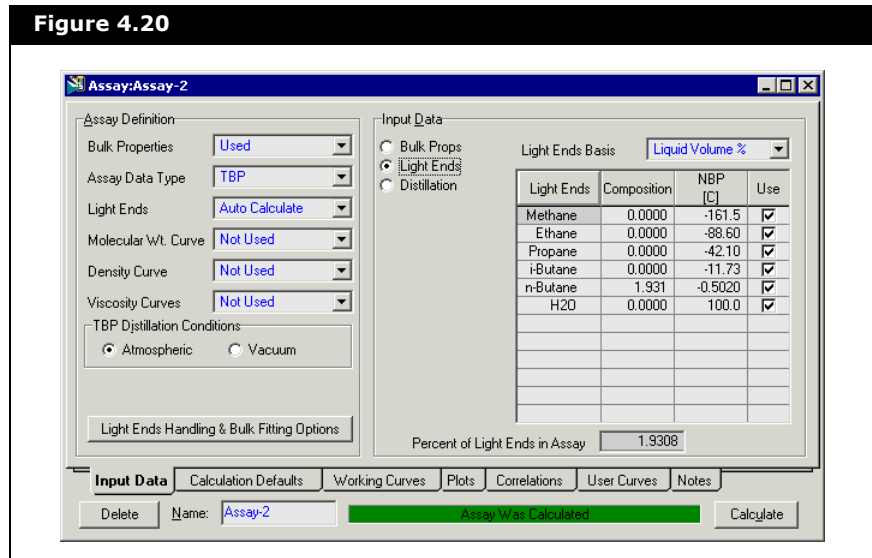 Figure 4.20
Assay:Assay-2
Assay Definition
Bulk Properties Used
Assay Data Type TBP
Light Ends Auto Calculate
Molecular Wt. Curve Not Used
Density Curve Not Used
Viscosity Curves Not Used
TBP Distillation Conditions
Atmospheric Vacuum
Light Ends Handling & Bulk Fitting Options
Input Data
Bulk Props
Light Ends
Distillation
Light Ends Basis Liquid Volume %
Light Ends Composition NBP [C] Use
Methane 0.0000 -161.5
Ethane 0.0000 -88.60
Propane 0.0000 -42.10
i-Butane 0.0000 -11.73
n-Butane 1.931 -0.5020
H2O 0.0000 100.0
Percent of Light Ends in Assay 1.9308
Input Data Calculation Defaults Working Curves Plots Correlations User Curves Notes
Delete Name: Assay-2 Assay Was Calculated Calculate